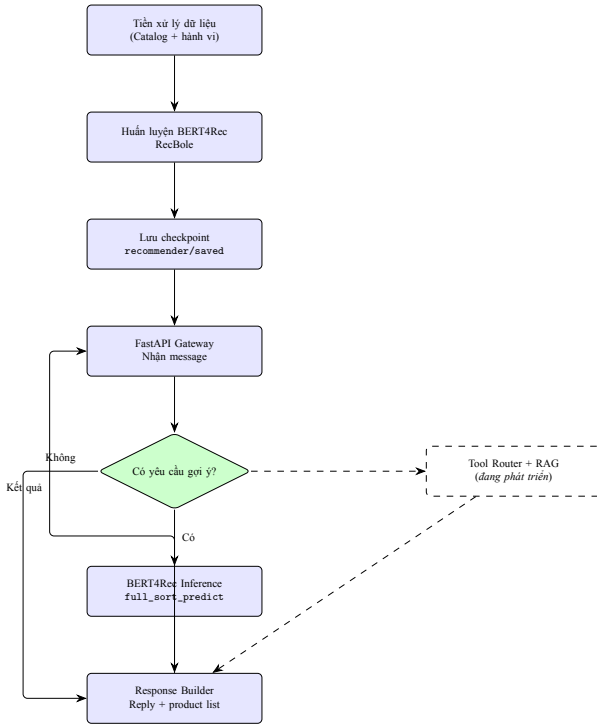 Tiền xử lý dữ liệu
(Catalog + hành vi)
Huấn luyện BERT4Rec
RecBole
Lưu checkpoint
recommender/saved
FastAPI Gateway
Nhận message
Không
Có yêu cầu gợi ý?
Tool Router + RAG
(đang phát triển)
Kết quả
Có
BERT4Rec Inference
full_sort_predict
Response Builder
Reply + product list